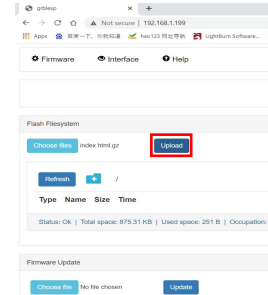 grblesp
Not secure | 192.168.1.199
Apps 百度一下，你就知道 hao123 网址导航 LightBurn Software...
Firmware Interface Help
Flash Filesystem
Choose files index.html.gz Upload
Refresh /
Type Name Size Time
Status: Ok | Total space: 875.31 KB | Used space: 251 B | Occupation:
Firmware Update
Choose file No file chosen Update